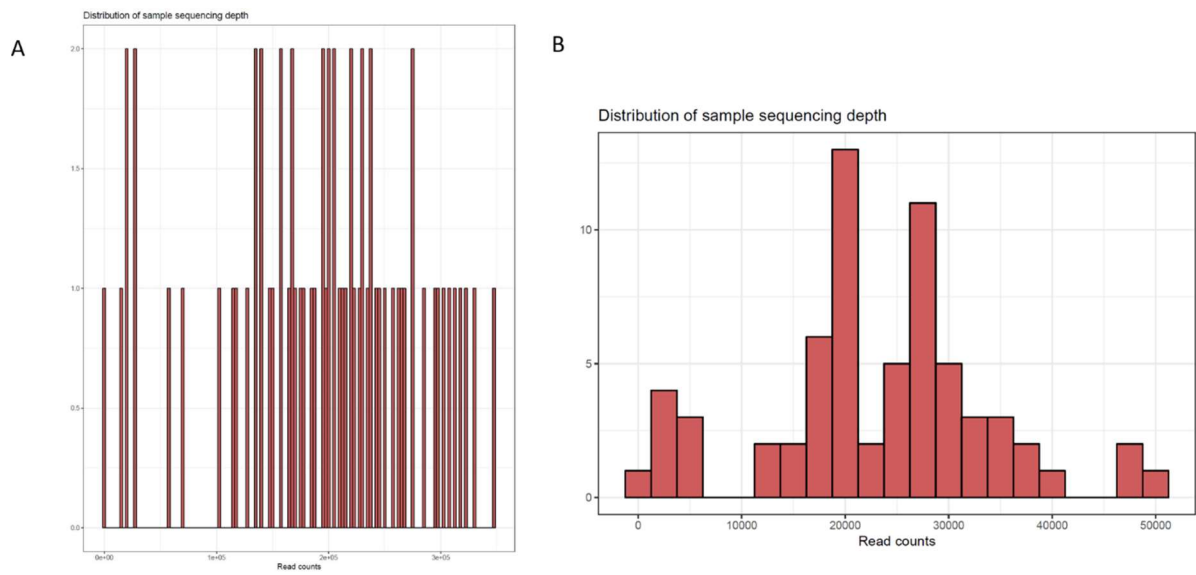 A
Distribution of sample sequencing depth
2.0
1.5
1.0
0.5
0.0
0e+00 1e+05 2e+05 3e+05
Read counts
B
Distribution of sample sequencing depth
10
5
0
0 10000 20000 30000 40000 50000
Read counts